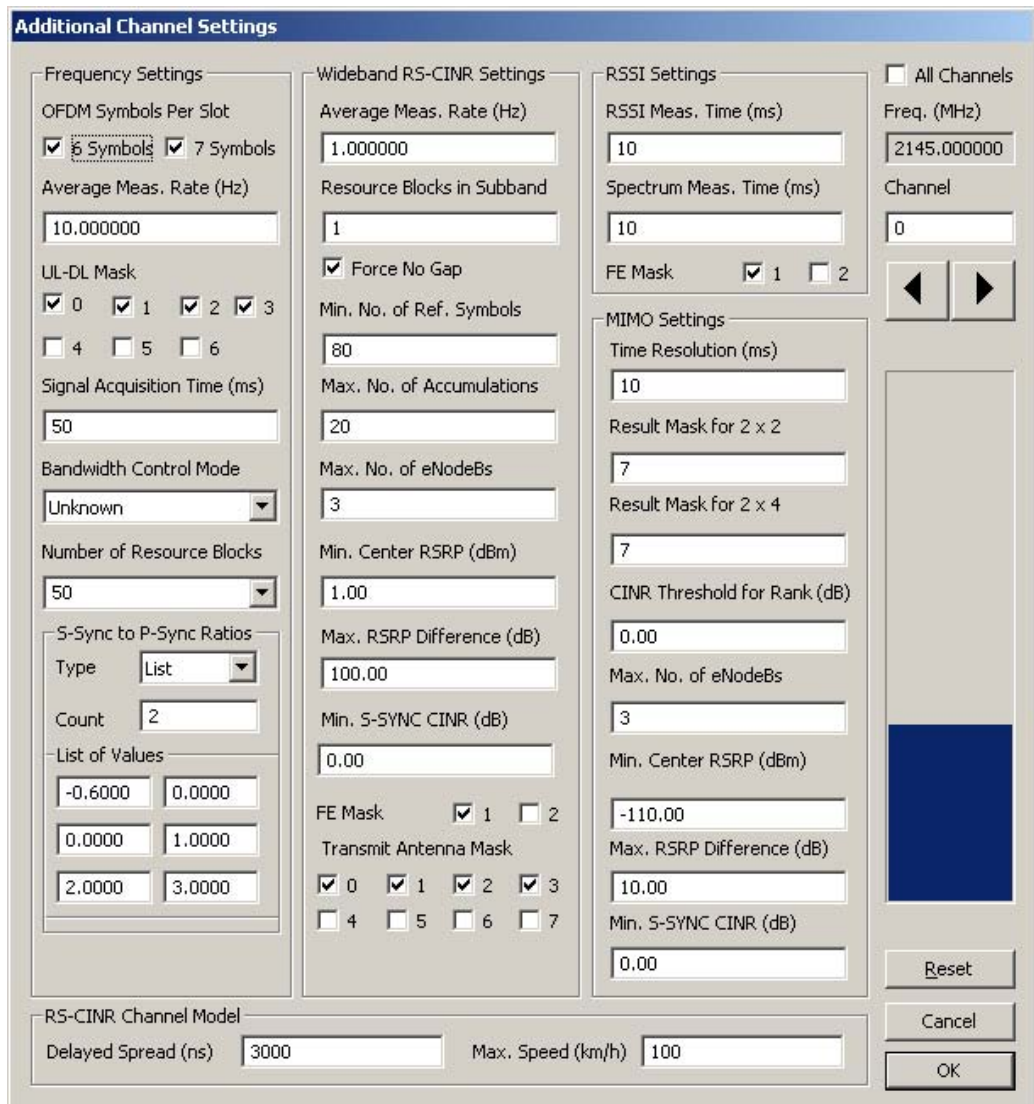 Additional Channel Settings
Frequency Settings
OFDM Symbols Per Slot
6 Symbols 7 Symbols
Average Meas. Rate (Hz)
10.000000
UL-DL Mask
0 1 2 3
4 5 6
Signal Acquisition Time (ms)
50
Bandwidth Control Mode
Unknown
Number of Resource Blocks
50
S-Sync to P-Sync Ratios
Type List
Count 2
List of Values
-0.6000 0.0000
0.0000 1.0000
2.0000 3.0000
Wideband RS-CINR Settings
Average Meas. Rate (Hz)
1.000000
Resource Blocks in Subband
1
Force No Gap
Min. No. of Ref. Symbols
80
Max. No. of Accumulations
20
Max. No. of eNodeBs
3
Min. Center RSRP (dBm)
1.00
Max. RSRP Difference (dB)
100.00
Min. S-SYNC CINR (dB)
0.00
FE Mask 1 2
Transmit Antenna Mask
0 1 2 3
4 5 6 7
RSSI Settings
RSSI Meas. Time (ms)
10
Spectrum Meas. Time (ms)
10
FE Mask 1 2
MIMO Settings
Time Resolution (ms)
10
Result Mask for 2 x 2
7
Result Mask for 2 x 4
7
CINR Threshold for Rank (dB)
0.00
Max. No. of eNodeBs
3
Min. Center RSRP (dBm)
-110.00
Max. RSRP Difference (dB)
10.00
Min. S-SYNC CINR (dB)
0.00
All Channels
Freq. (MHz)
2145.000000
Channel
0
Reset
Cancel
OK
RS-CINR Channel Model
Delayed Spread (ns) 3000 Max. Speed (km/h) 100